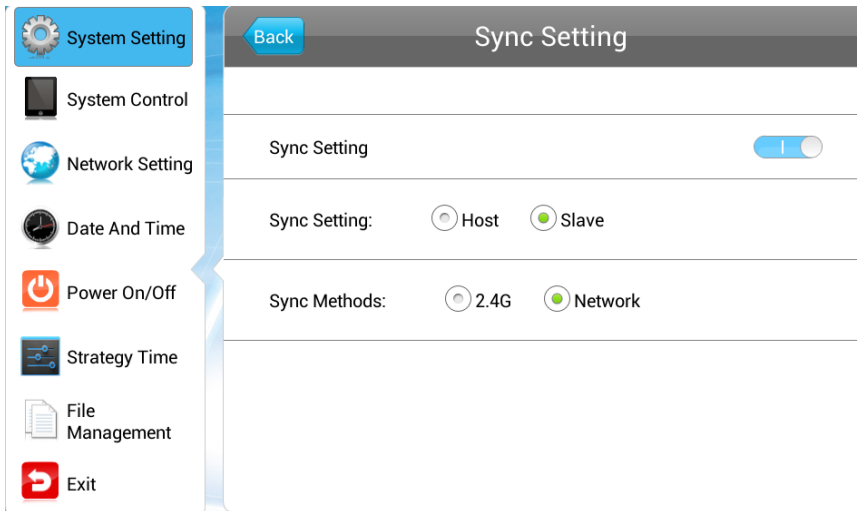 System Setting
System Control
Network Setting
Date And Time
Power On/Off
Strategy Time
File
Management
Exit
Back
Sync Setting
Sync Setting
Sync Setting: Host Slave
Sync Methods: 2.4G Network